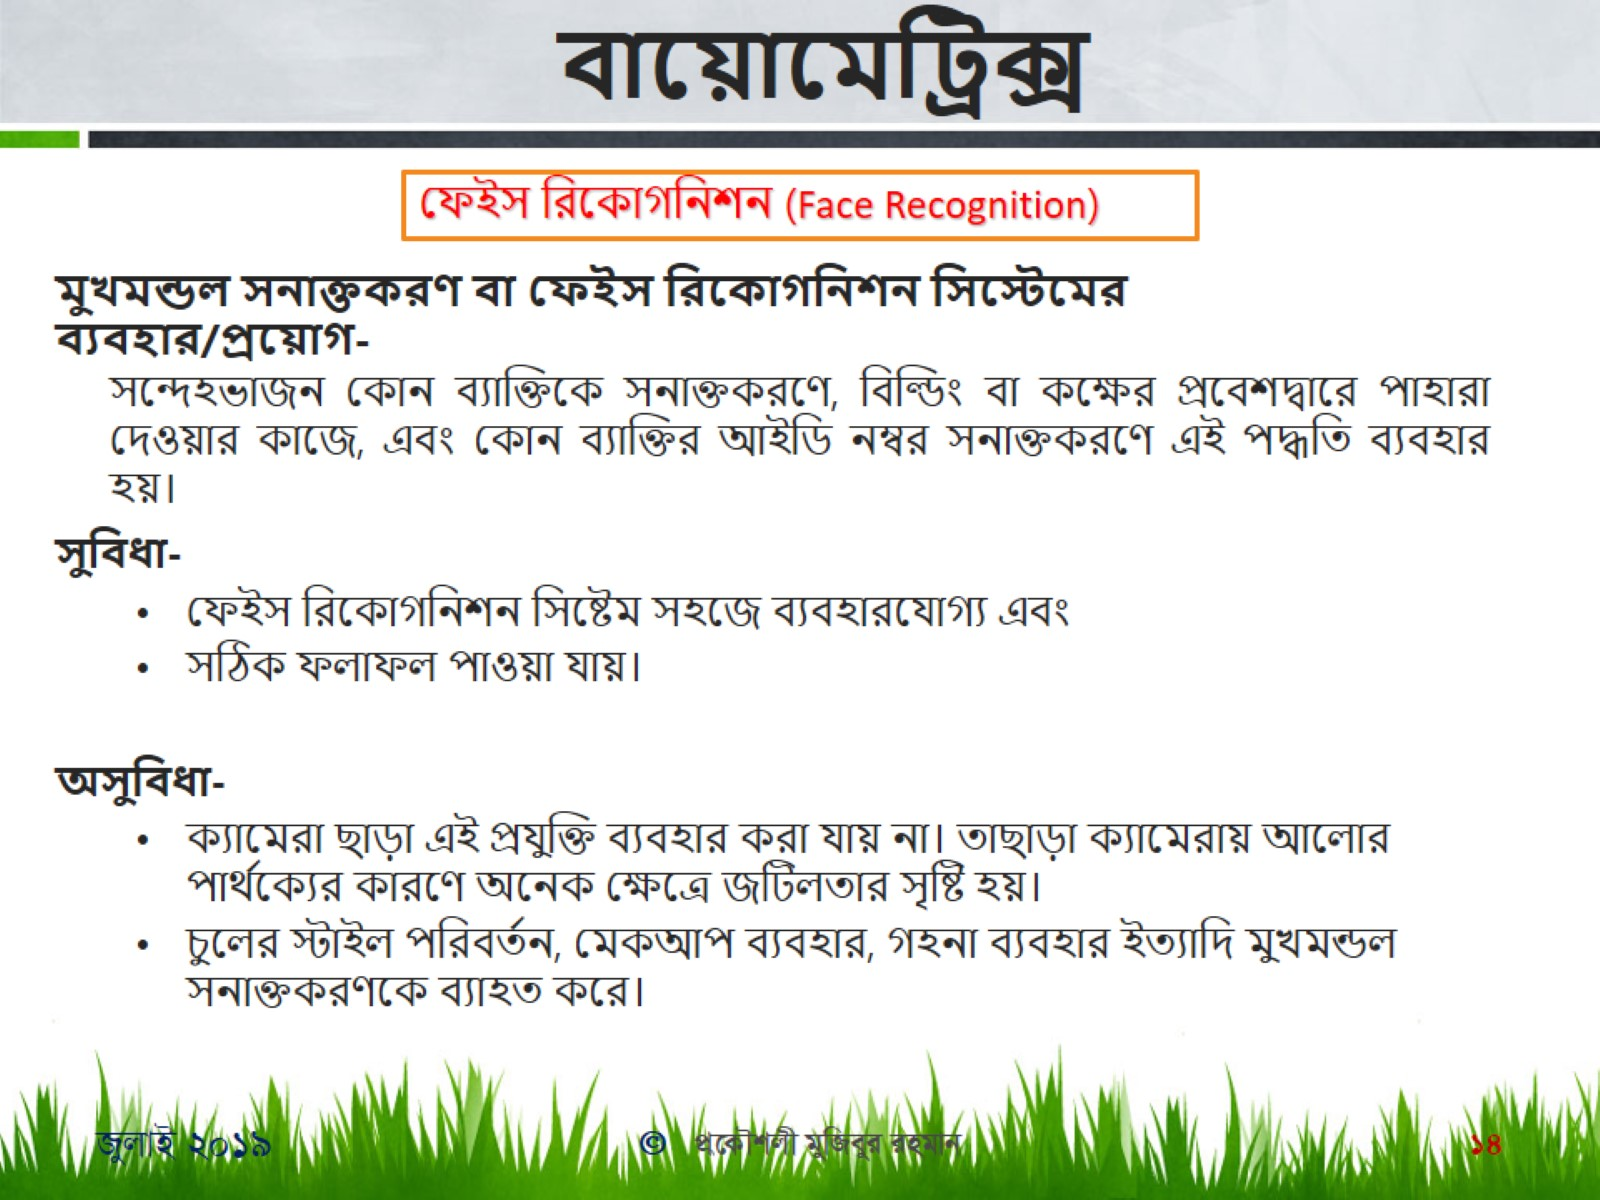 বায়োমেট্রিক্স
ফেইস রিকোগনিশন (Face Recognition)
মুখমন্ডল সনাক্তকরণ বা ফেইস রিকোগনিশন সিস্টেমের
ব্যবহার/প্রয়োগ-
সন্দেহভাজন কোন ব্যাক্তিকে সনাক্তকরণে, বিল্ডিং বা কক্ষের প্রবেশদ্বারে পাহারা
দেওয়ার কাজে, এবং কোন ব্যাক্তির আইডি নম্বর সনাক্তকরণে এই পদ্ধতি ব্যবহার
হয়।
সুবিধা-
• ফেইস রিকোগনিশন সিষ্টেম সহজে ব্যবহারযোগ্য এবং
• সঠিক ফলাফল পাওয়া যায়।
অসুবিধা-
• ক্যামেরা ছাড়া এই প্রযুক্তি ব্যবহার করা যায় না। তাছাড়া ক্যামেরায় আলোর
পার্থক্যের কারণে অনেক ক্ষেত্রে জটিলতার সৃষ্টি হয়।
• চুলের স্টাইল পরিবর্তন, মেকআপ ব্যবহার, গহনা ব্যবহার ইত্যাদি মুখমন্ডল
সনাক্তকরণকে ব্যাহত করে।
জুলাই ২০১৯ © প্রকৌশলী মুজিবুর রহমান ১৪